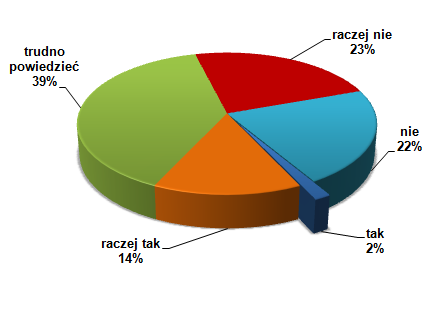 raczej nie
23%
trudno
powiedzieć
39%
nie
22%
tak
2%
raczej tak
14%